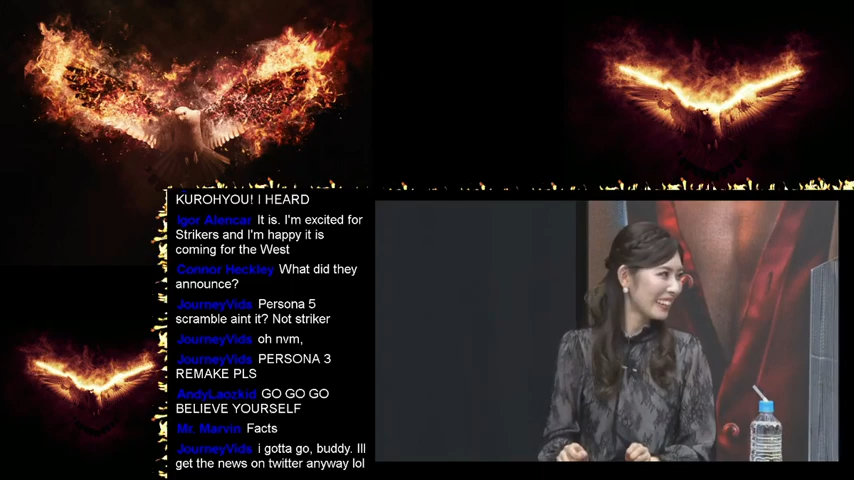 KUROHYOU! I HEARD
Igor Alencar It is. I'm excited for
Strikers and I'm happy it is
coming for the West
Connor Heckley What did they
announce?
JourneyVids Persona 5
scramble aint it? Not striker
JourneyVids oh nvm,
JourneyVids PERSONA 3
REMAKE PLS
AndyLaozkid GO GO GO
BELIEVE YOURSELF
Mr. Marvin Facts
JourneyVids i gotta go, buddy. Ill
get the news on twitter anyway lol